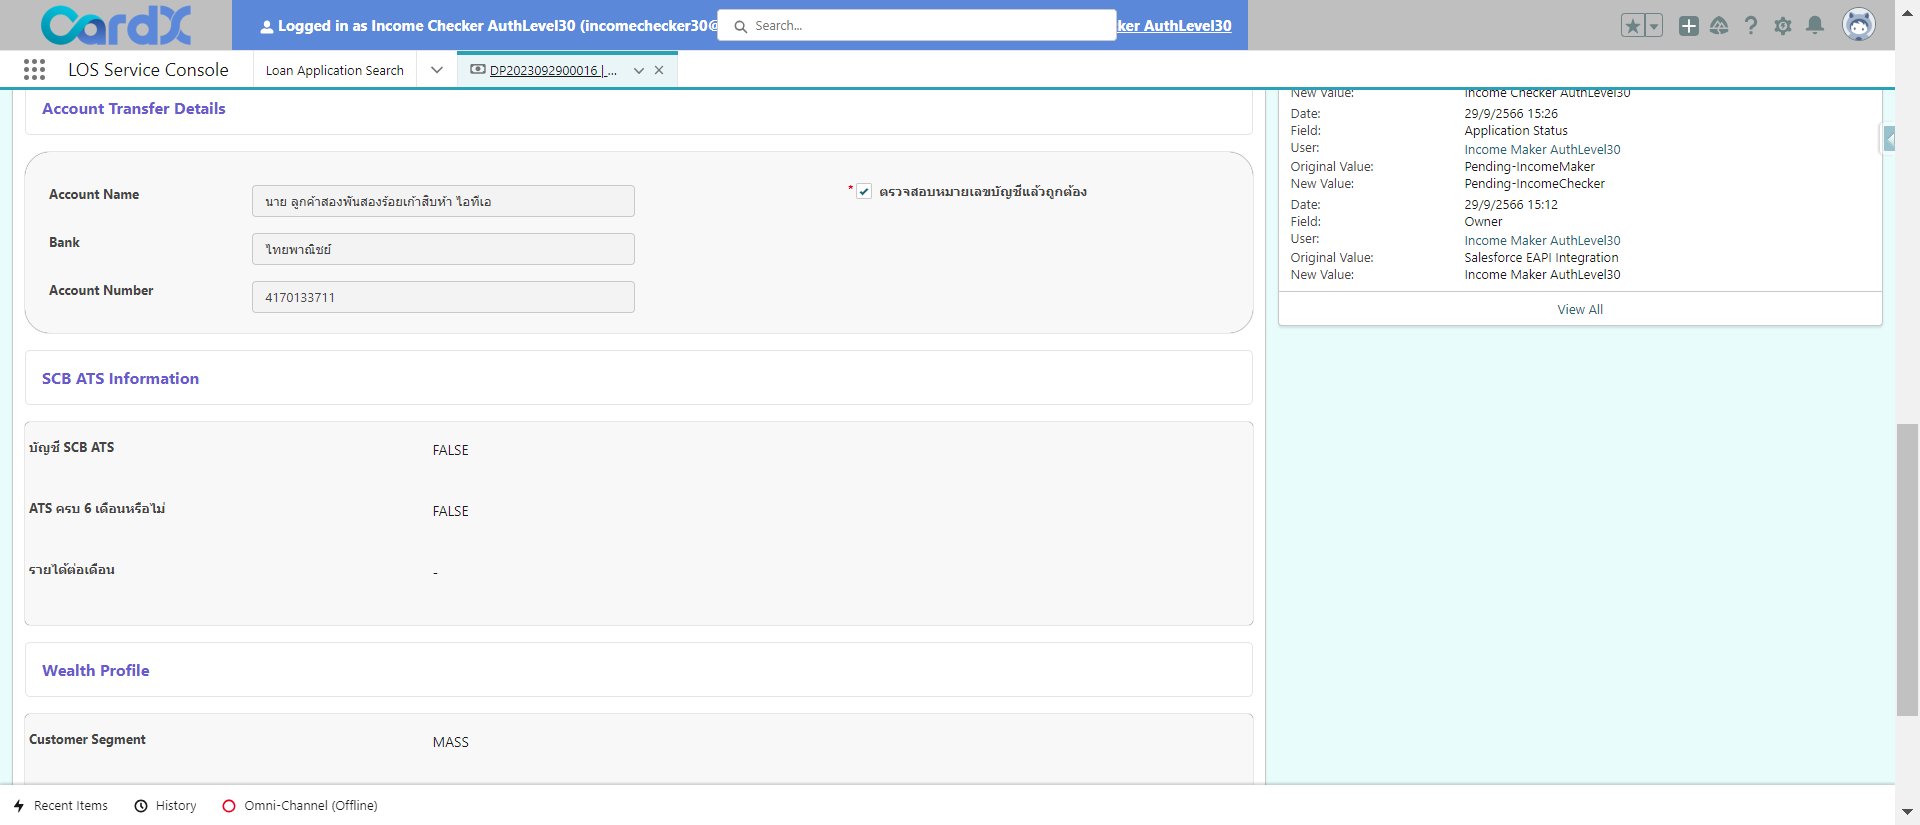 CardX
Logged in as Income Checker AuthLevel30 (incomechecker30@
Search...
ker AuthLevel30
LOS Service Console
Loan Application Search
DP2023092900016 | ...
Account Transfer Details
Account Name
นาย ลูกค้าสองพันสองร้อยเก้าสิบห้า ไอทีเอ
* ตรวจสอบหมายเลขบัญชีแล้วถูกต้อง
Bank
ไทยพาณิชย์
Account Number
4170133711
SCB ATS Information
บัญชี SCB ATS
FALSE
ATS ครบ 6 เดือนหรือไม่
FALSE
รายได้ต่อเดือน
-
Wealth Profile
Customer Segment
MASS
New Value: Income Checker AuthLevel30
Date: 29/9/2566 15:26
Field: Application Status
User: Income Maker AuthLevel30
Original Value: Pending-IncomeMaker
New Value: Pending-IncomeChecker
Date: 29/9/2566 15:12
Field: Owner
User: Income Maker AuthLevel30
Original Value: Salesforce EAPI Integration
New Value: Income Maker AuthLevel30
View All
Recent Items
History
Omni-Channel (Offline)